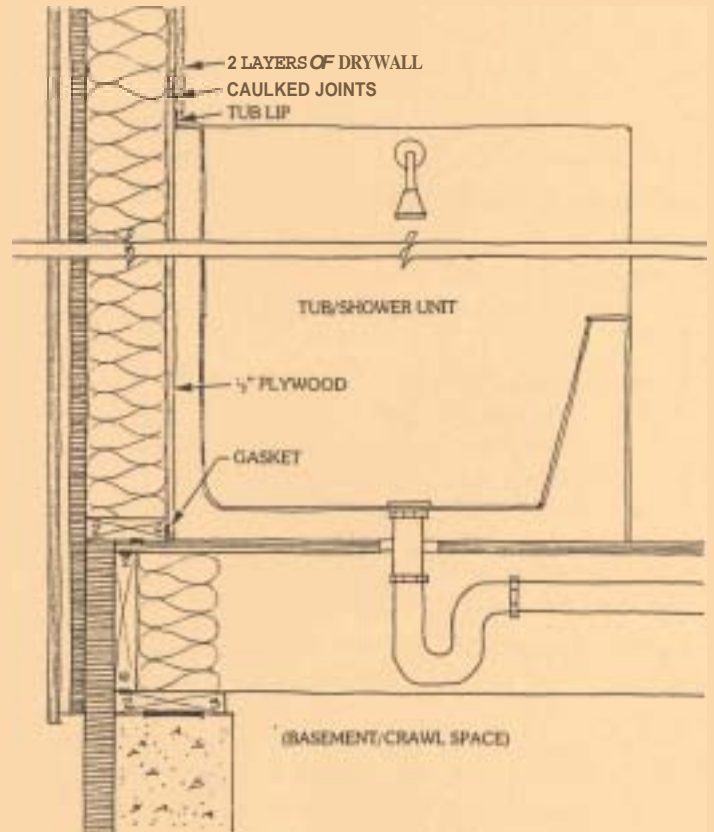 2 LAYERS OF DRYWALL
CAULKED JOINTS
TUB LIP
TUB/SHOWER UNIT
½" PLYWOOD
GASKET
(BASEMENT/CRAWL SPACE)